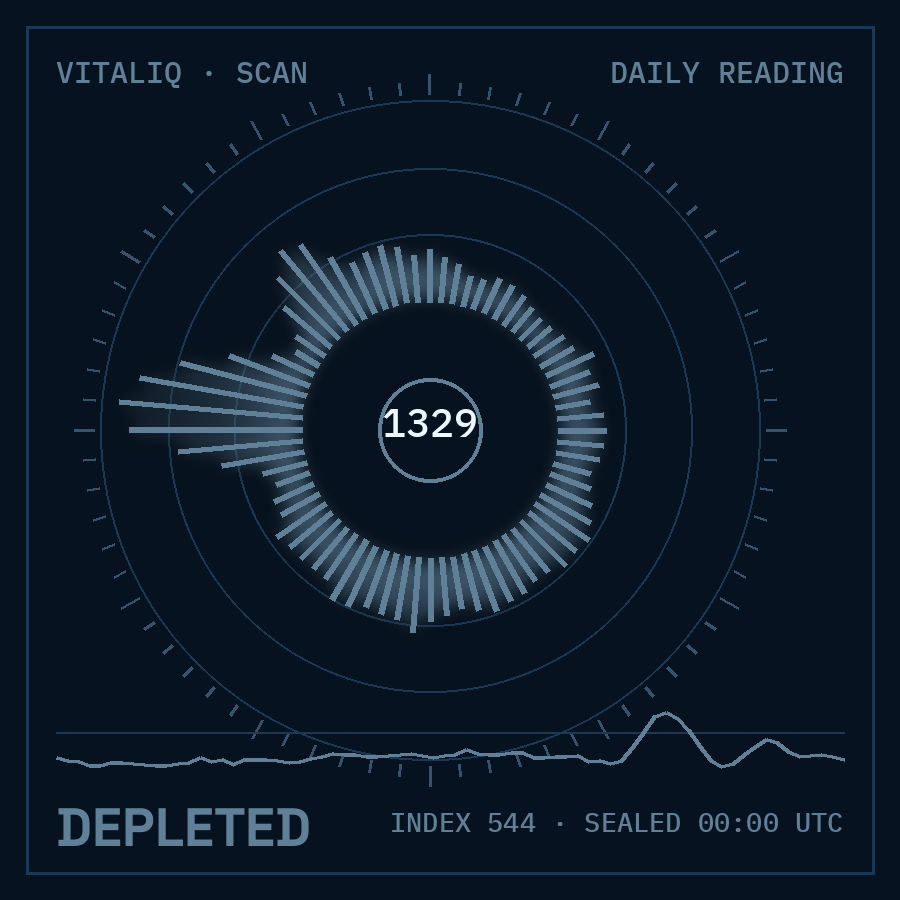 VITALIQ · SCAN
DAILY READING
1329
DEPLETED
INDEX 544 · SEALED 00:00 UTC